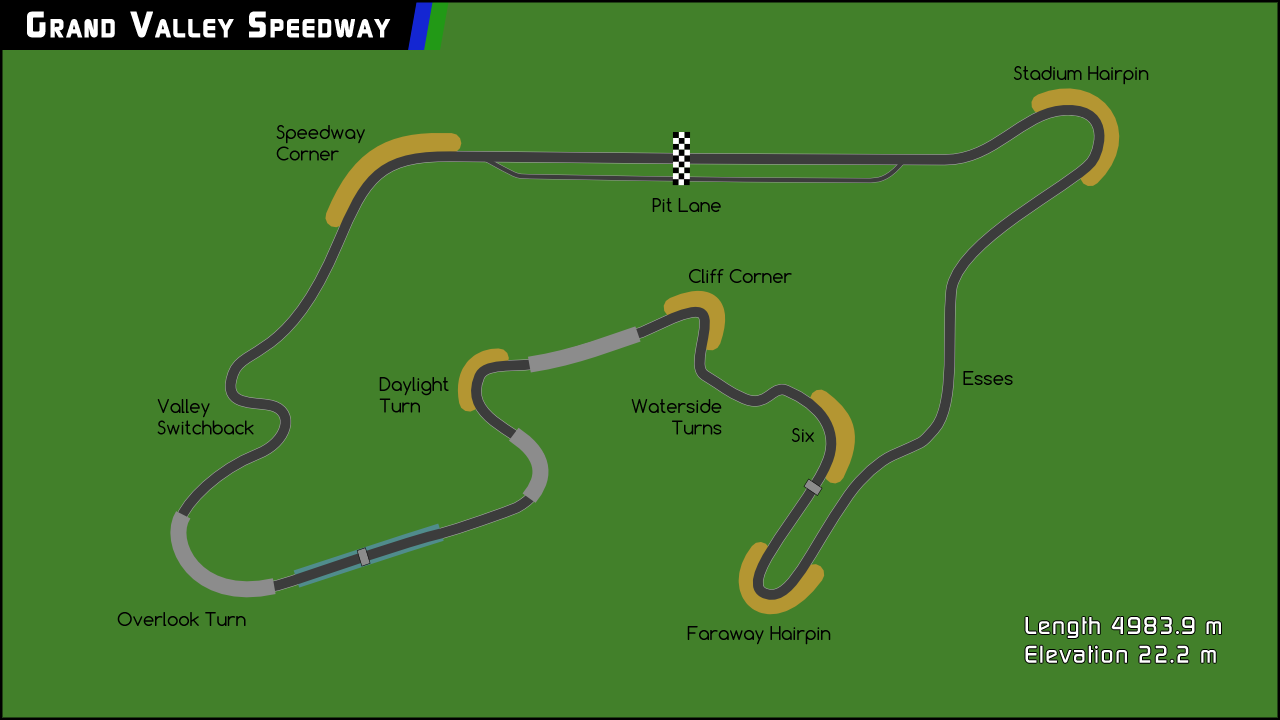 Grand Valley Speedway
Stadium Hairpin
Speedway
Corner
Pit Lane
Cliff Corner
Daylight
Turn
Esses
Valley
Switchback
Waterside
Turns
Six
Overlook Turn
Faraway Hairpin
Length 4983.9 m
Elevation 22.2 m